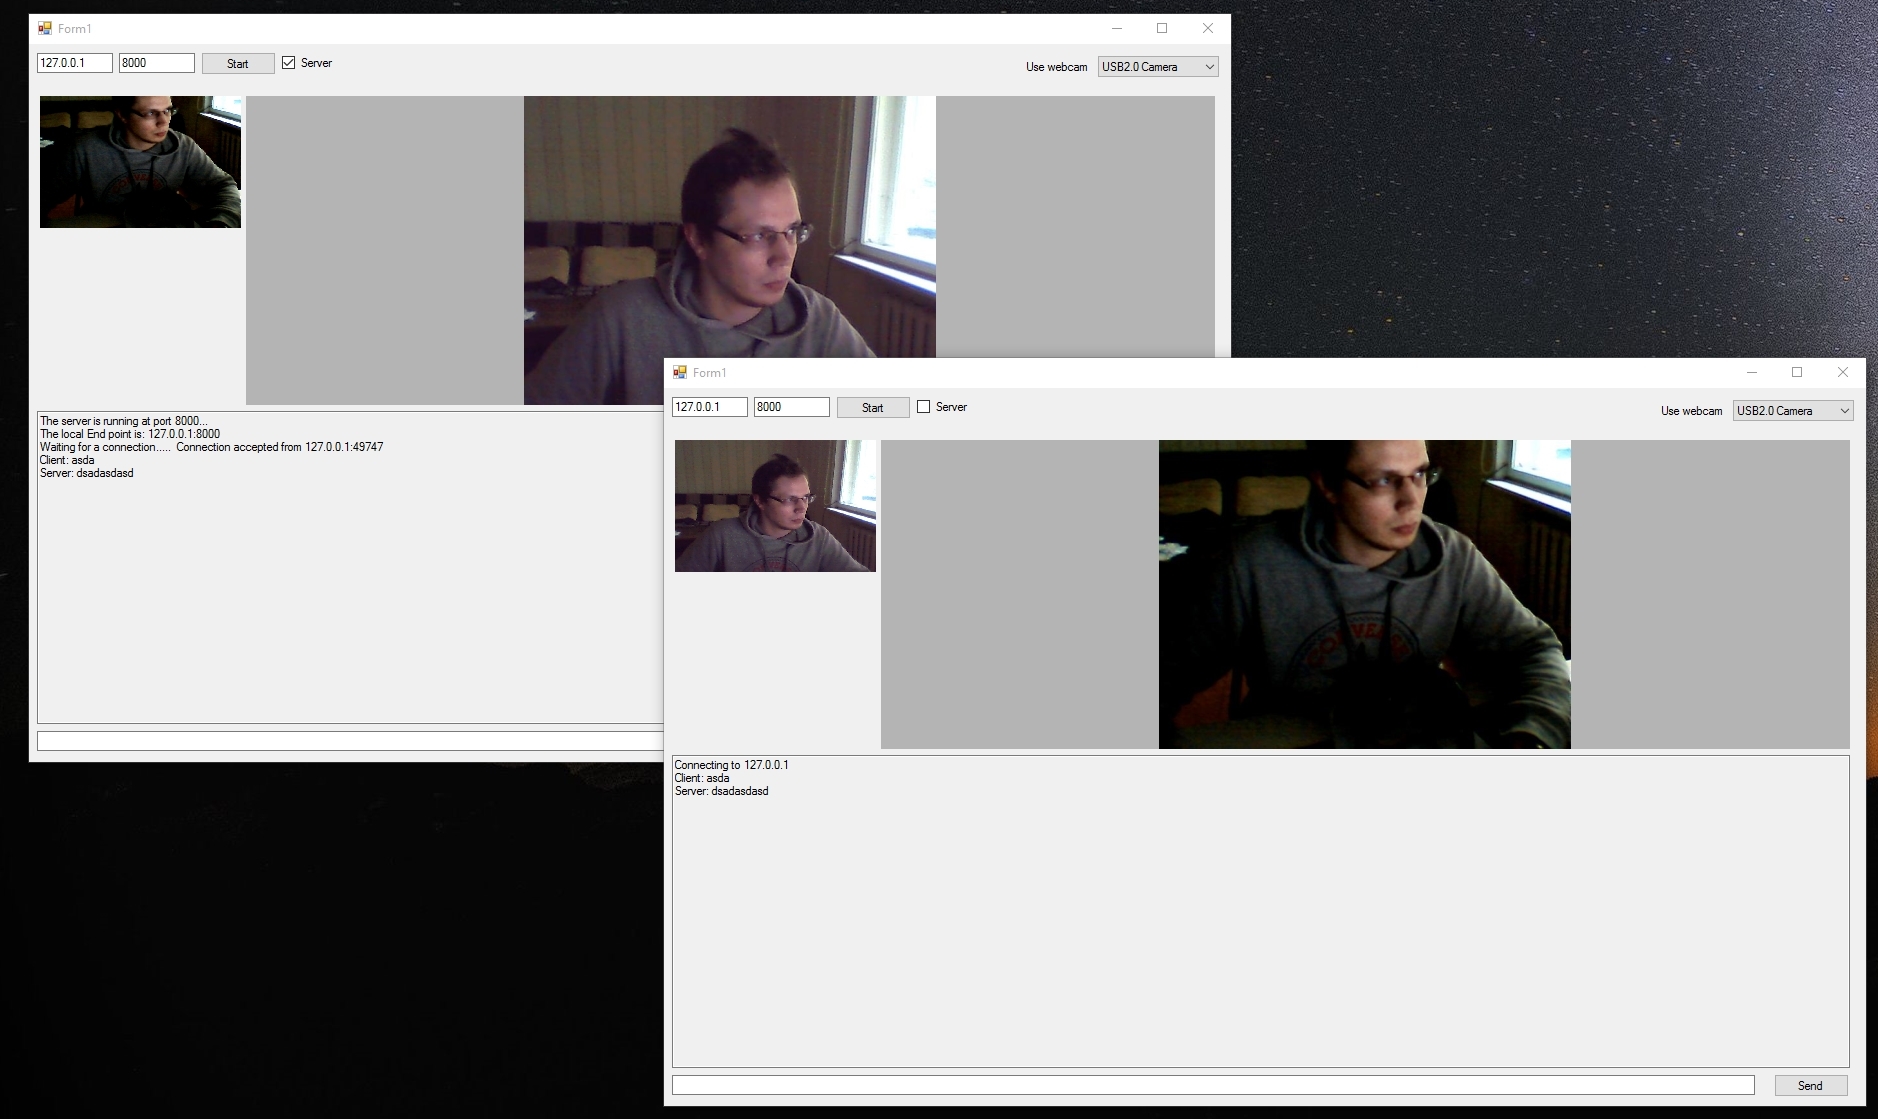 Form1
127.0.0.1 8000 Start Server Use webcam USB2.0 Camera
The server is running at port 8000...
The local End point is: 127.0.0.1:8000
Waiting for a connection..... Connection accepted from 127.0.0.1:49747
Client: asda
Server: dsadasdasd
Form1
127.0.0.1 8000 Start Server Use webcam USB2.0 Camera
CONVERSE
Connecting to 127.0.0.1
Client: asda
Server: dsadasdasd
Send